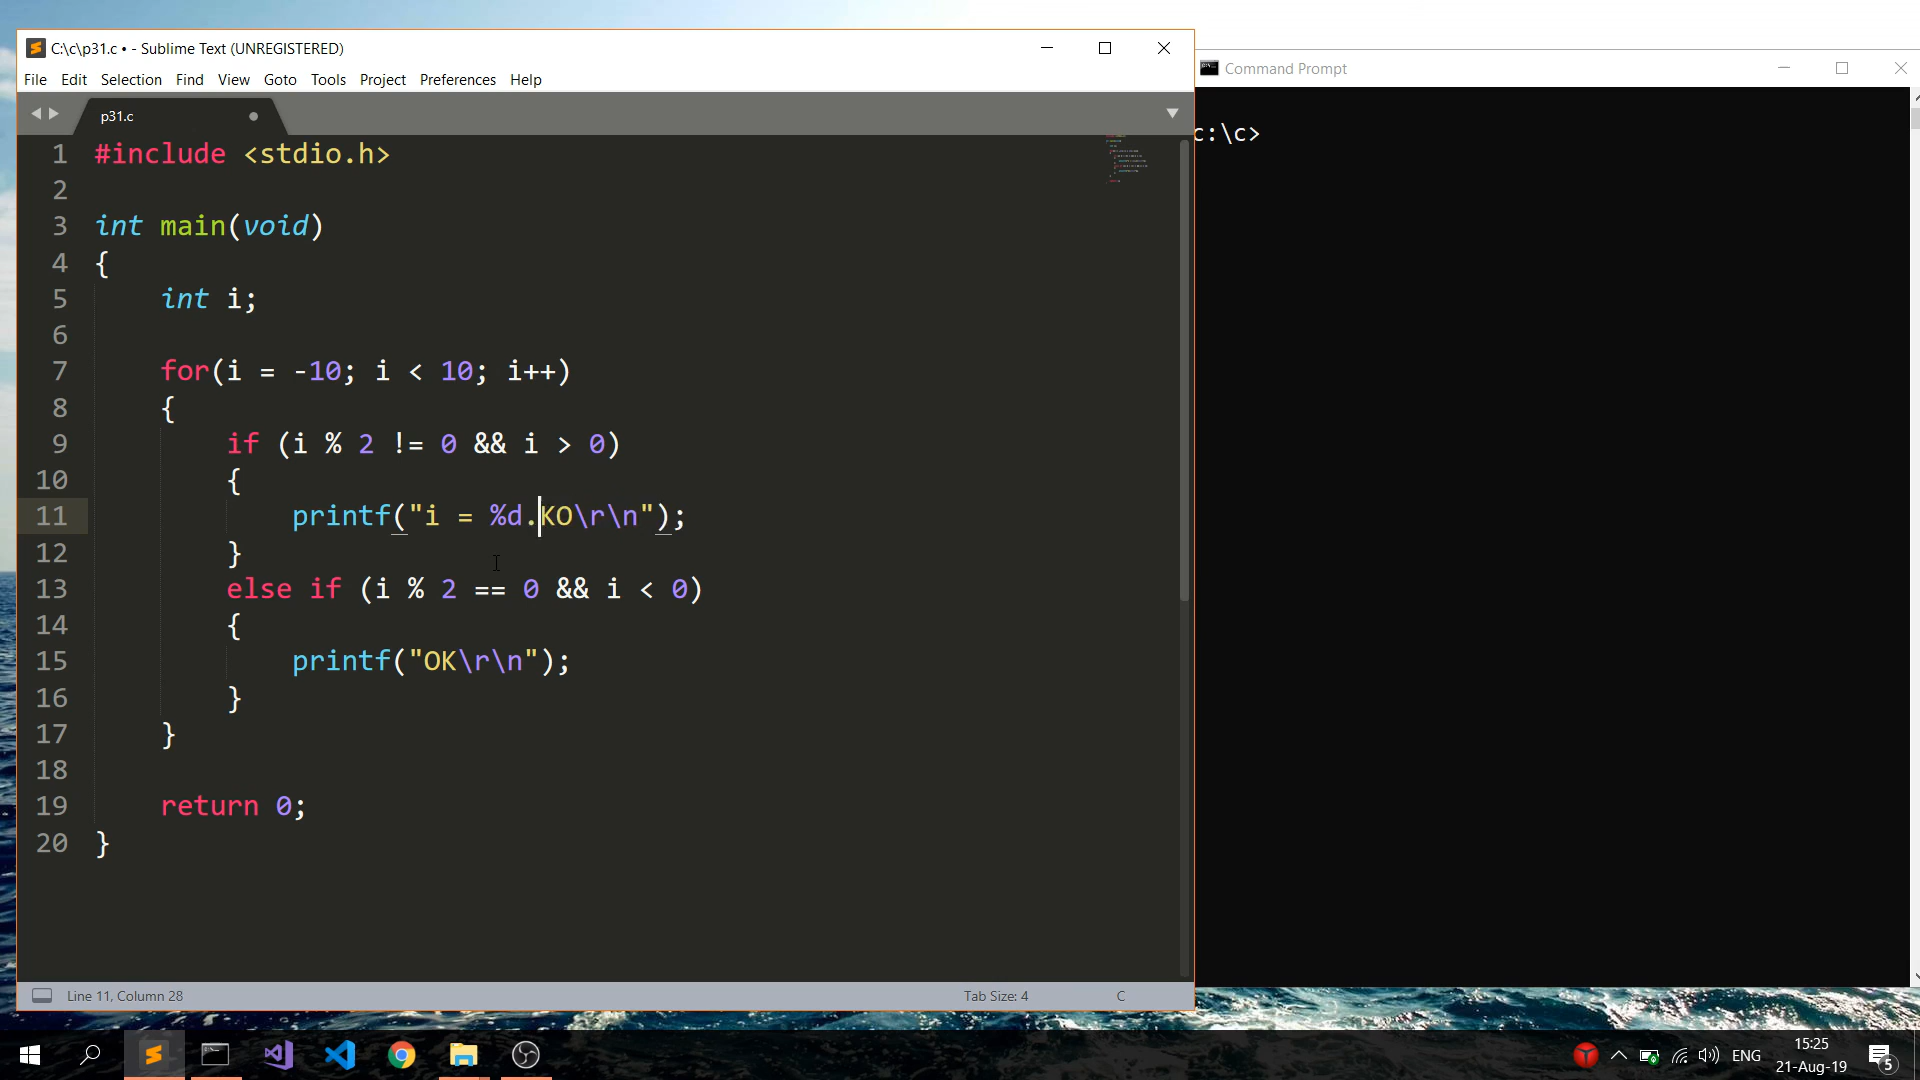 C:\c\p31.c • - Sublime Text (UNREGISTERED)
File Edit Selection Find View Goto Tools Project Preferences Help
p31.c
1 #include <stdio.h>
2
3 int main(void)
4 {
5 int i;
6
7 for(i = -10; i < 10; i++)
8 {
9 if (i % 2 != 0 && i > 0)
10 {
11 printf("i = %d.KO\r\n");
12 }
13 else if (i % 2 == 0 && i < 0)
14 {
15 printf("OK\r\n");
16 }
17 }
18
19 return 0;
20 }
Line 11, Column 28
Tab Size: 4
C
Command Prompt
c:\c>
ENG
15:25
21-Aug-19
5